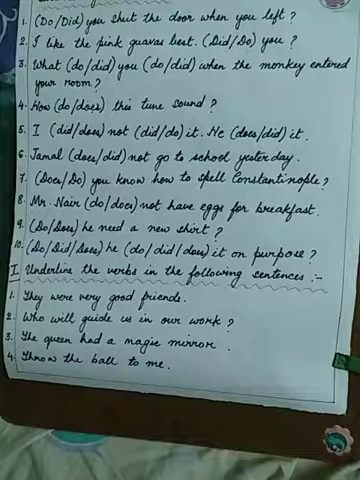 1. (Do/Did) you shut the door when you left?
2. I like the pink guavas best. (Did/Do) you?
3. What (do/did) you (do/did) when the monkey entered
your room?
4. How (do/does) this tune sound?
5. I (did/does) not (did/do) it. He (does/did) it.
6. Jamal (does/did) not go to school yesterday.
7. (Does/Do) you know how to spell Constantinople?
8. Mr. Nair (do/does) not have eggs for breakfast.
9. (Do/Does) he need a new shirt?
10. (Do/Did/Does) he (do/did/does) it on purpose?
I Underline the verbs in the following sentences :-
1. They were very good friends.
2. Who will guide us in our work?
3. The queen had a magic mirror.
4. Throw the ball to me.